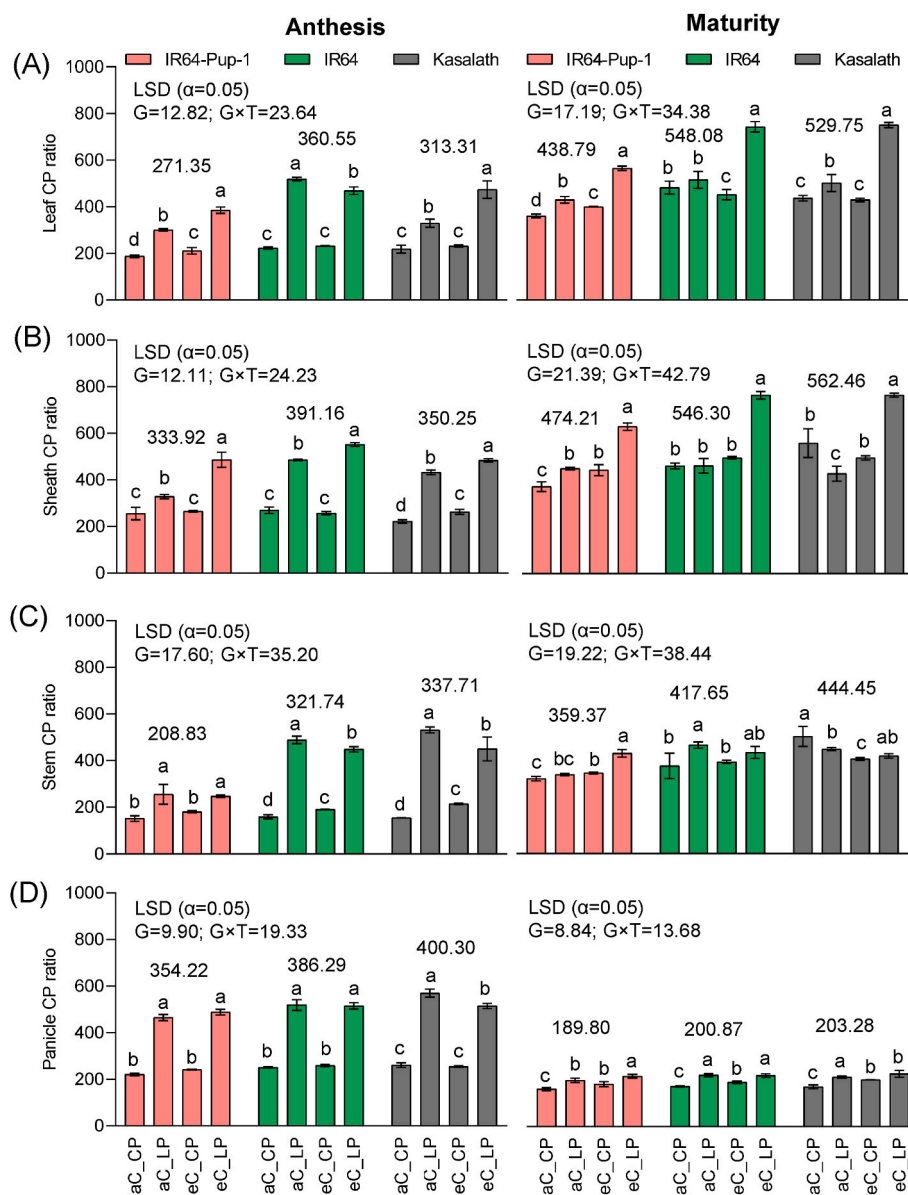 Anthesis
Maturity
IR64-Pup-1 IR64 Kasalath
IR64-Pup-1 IR64 Kasalath
(A)
Leaf CP ratio
1000
800
600
400
200
0
LSD (α=0.05)
G=12.82; G×T=23.64
271.35
360.55
313.31
d b c a
c a c b
c b c a
LSD (α=0.05)
G=17.19; G×T=34.38
438.79
548.08
529.75
d b c a
b b c a
c b c a
(B)
Sheath CP ratio
1000
800
600
400
200
0
LSD (α=0.05)
G=12.11; G×T=24.23
333.92
391.16
350.25
c b c a
c b c a
d b c a
LSD (α=0.05)
G=21.39; G×T=42.79
474.21
546.30
562.46
c b b a
b b b a
b c b a
(C)
Stem CP ratio
1000
800
600
400
200
0
LSD (α=0.05)
G=17.60; G×T=35.20
208.83
321.74
337.71
b a b a
d a c b
d a c b
LSD (α=0.05)
G=19.22; G×T=38.44
359.37
417.65
444.45
c bc b a
b a b ab
a b c ab
(D)
Panicle CP ratio
1000
800
600
400
200
0
LSD (α=0.05)
G=9.90; G×T=19.33
354.22
386.29
400.30
b a b a
b a b a
c a c b
LSD (α=0.05)
G=8.84; G×T=13.68
189.80
200.87
203.28
c b b a
c a b a
c a b b
aC_CP aC_LP eC_CP eC_LP
aC_CP aC_LP eC_CP eC_LP
aC_CP aC_LP eC_CP eC_LP
aC_CP aC_LP eC_CP eC_LP
aC_CP aC_LP eC_CP eC_LP
aC_CP aC_LP eC_CP eC_LP